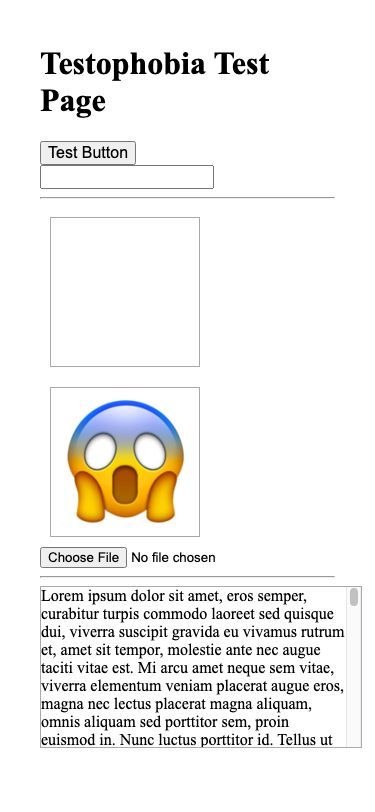 Testophobia Test
Page
Test Button
Choose File No file chosen
Lorem ipsum dolor sit amet, eros semper,
curabitur turpis commodo laoreet sed quisque
dui, viverra suscipit gravida eu vivamus rutrum
et, amet sit tempor, molestie ante nec augue
taciti vitae est. Mi arcu amet neque sem vitae,
viverra elementum veniam placerat augue eros,
magna nec lectus placerat magna aliquam,
omnis aliquam sed porttitor sem, proin
euismod in. Nunc luctus porttitor id. Tellus ut